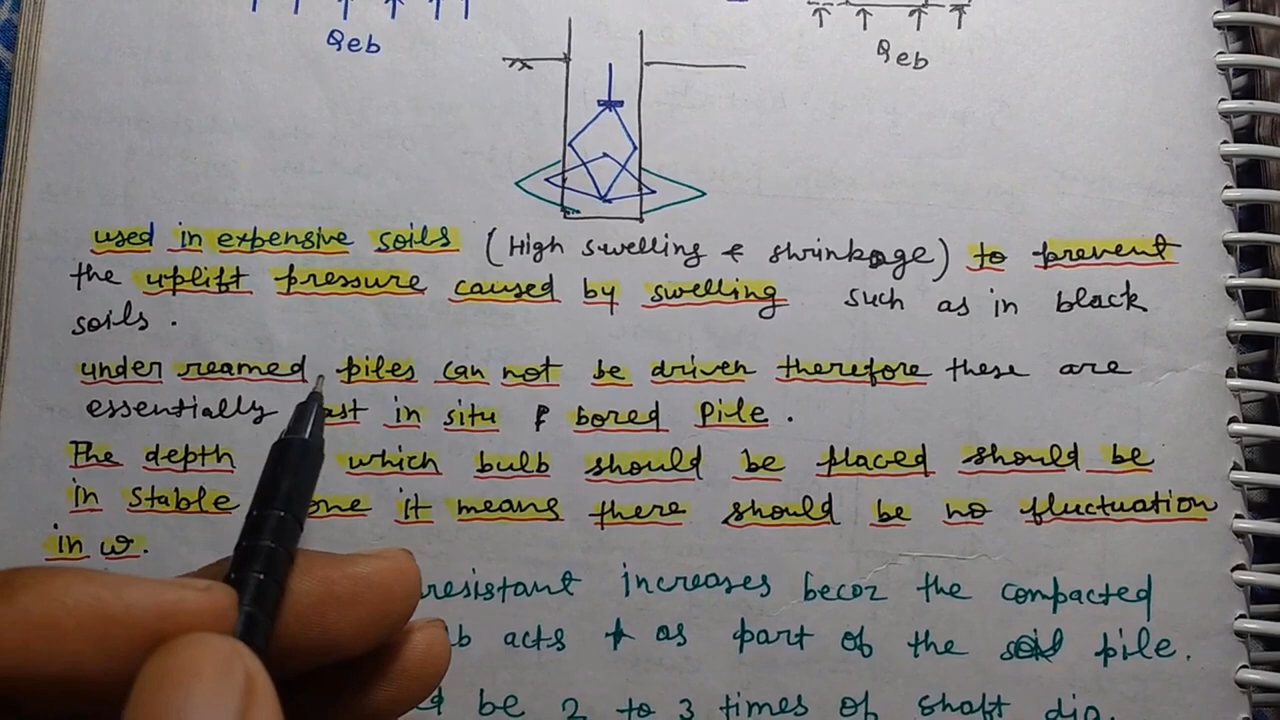 Qeb
Qeb
used in expensive soils (High swelling & shrinkage) to prevent
the uplift pressure caused by swelling such as in black
soils.
under reamed piles can not be driven therefore these are
essentially ast in situ & bored Pile.
The depth which bulb should be placed should be
in stable one it means there should be no fluctuation
in w.
resistant increases becoz the compacted
b acts as part of the pile.
be 2 to 3 times of shaft dia.